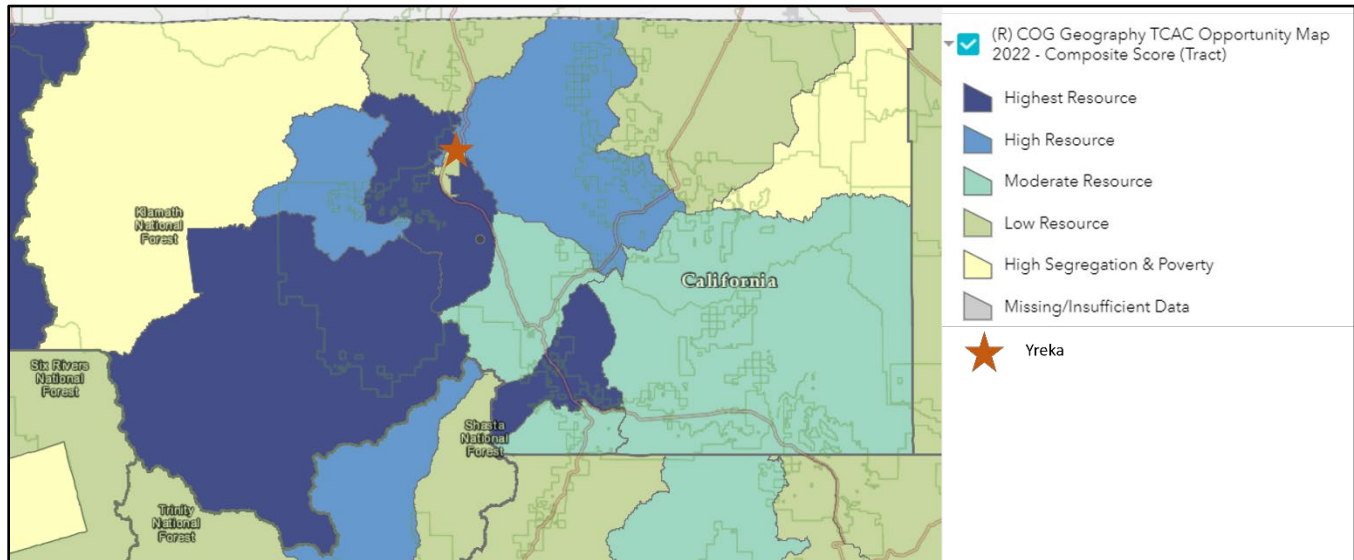 Klamath
National
Forest
California
Six Rivers
National
Forest
Shasta
National
Forest
Trinity
National
Forest
(R) COG Geography TCAC Opportunity Map
2022 - Composite Score (Tract)
Highest Resource
High Resource
Moderate Resource
Low Resource
High Segregation & Poverty
Missing/Insufficient Data
Yreka